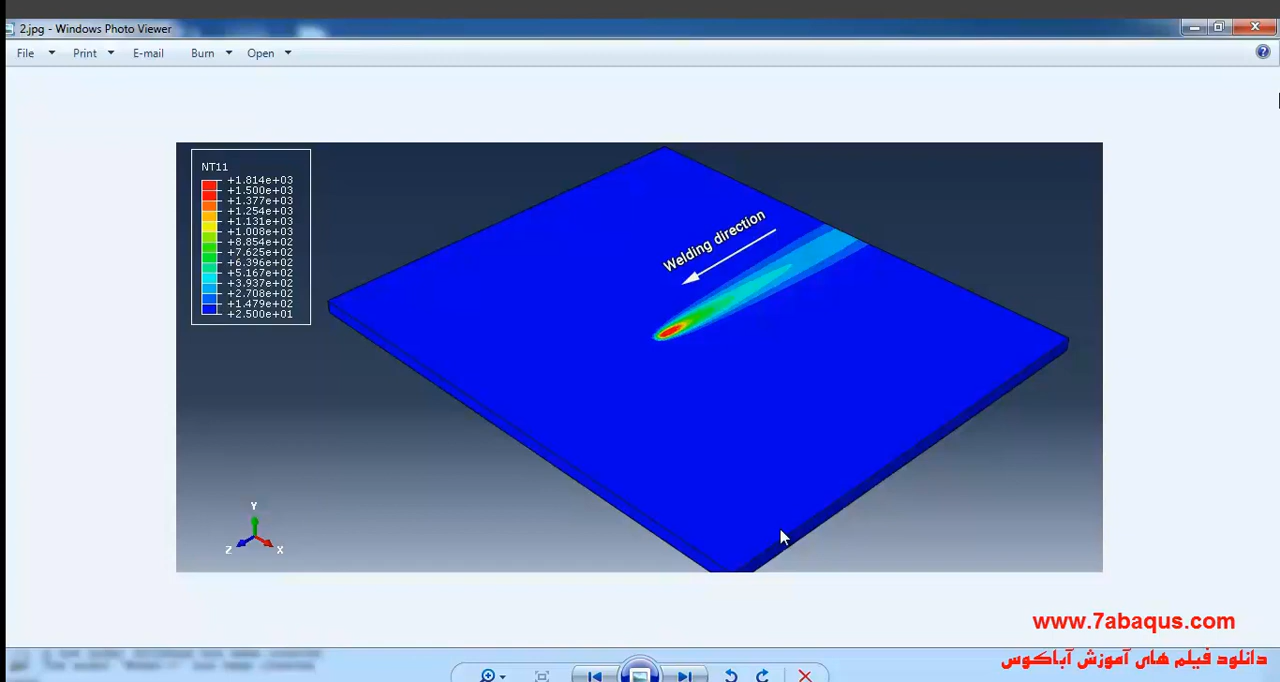 2.jpg - Windows Photo Viewer
File Print E-mail Burn Open
NT11
+1.814e+03
+1.500e+03
+1.377e+03
+1.254e+03
+1.131e+03
+1.008e+03
+8.854e+02
+7.625e+02
+6.396e+02
+5.167e+02
+3.937e+02
+2.708e+02
+1.479e+02
+2.500e+01
Welding direction
Y
Z X
www.7abaqus.com
دانلود فیلم های آموزش آباکوس